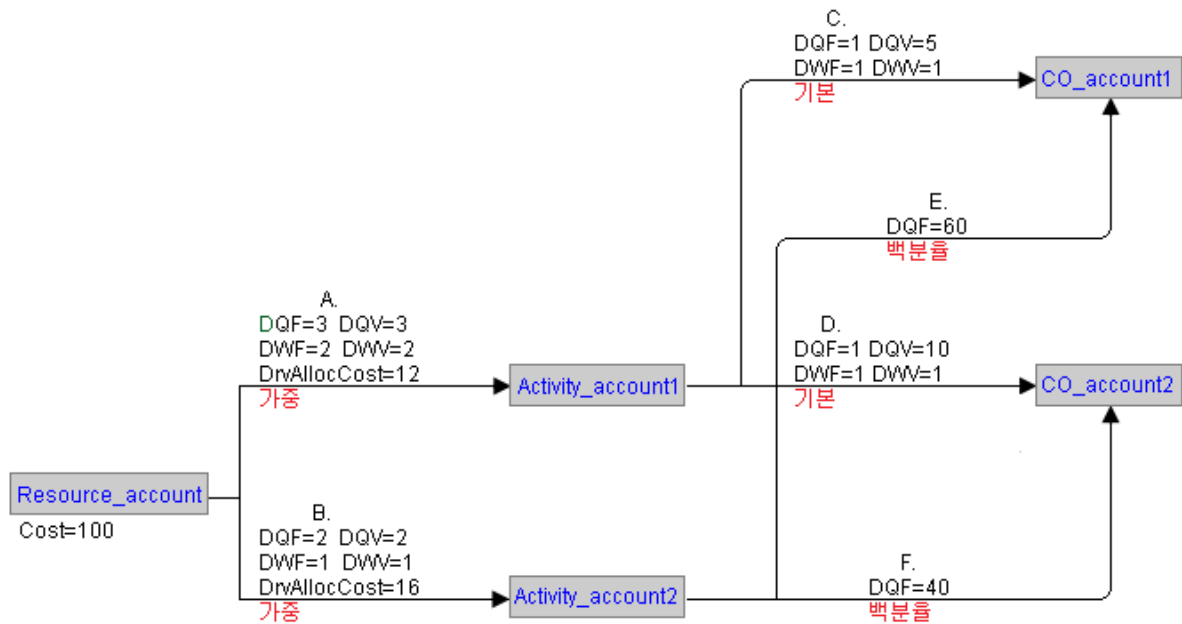 C.
DQF=1 DQV=5
DWF=1 DWV=1
기본
CO_account1
E.
DQF=60
백분율
A.
DQF=3 DQV=3
DWF=2 DWV=2
DrvAllocCost=12
가중
Activity_account1
D.
DQF=1 DQV=10
DWF=1 DWV=1
기본
CO_account2
Resource_account
Cost=100
B.
DQF=2 DQV=2
DWF=1 DWV=1
DrvAllocCost=16
가중
Activity_account2
F.
DQF=40
백분율